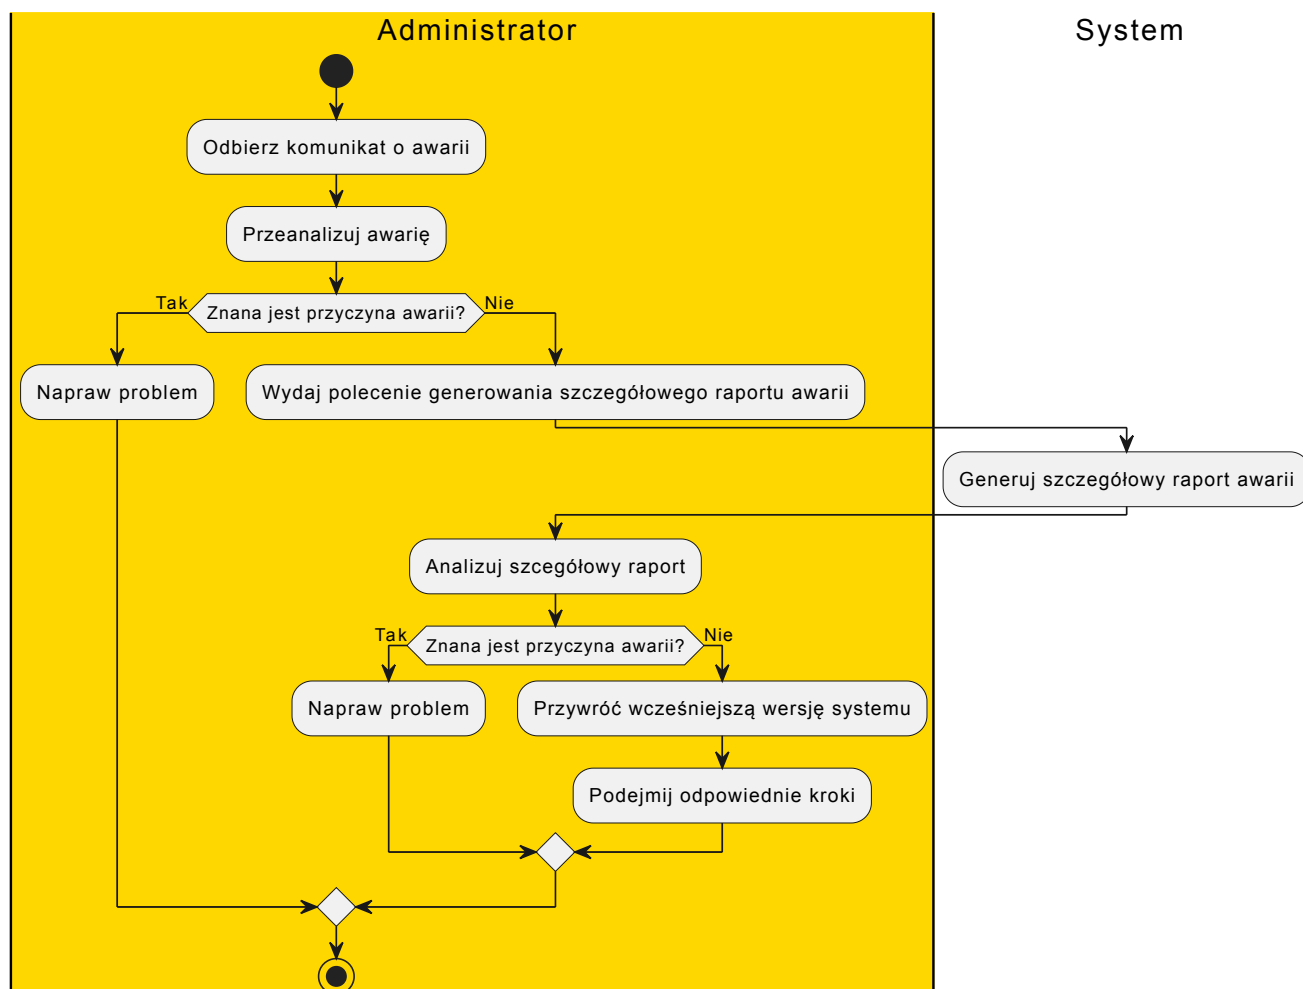 Administrator
System
Odbierz komunikat o awarii
Przeanalizuj awarię
Tak
Znana jest przyczyna awarii?
Nie
Napraw problem
Wydaj polecenie generowania szczegółowego raportu awarii
Generuj szczegółowy raport awarii
Analizuj szcegółowy raport
Tak
Znana jest przyczyna awarii?
Nie
Napraw problem
Przywróć wcześniejszą wersję systemu
Podejmij odpowiednie kroki